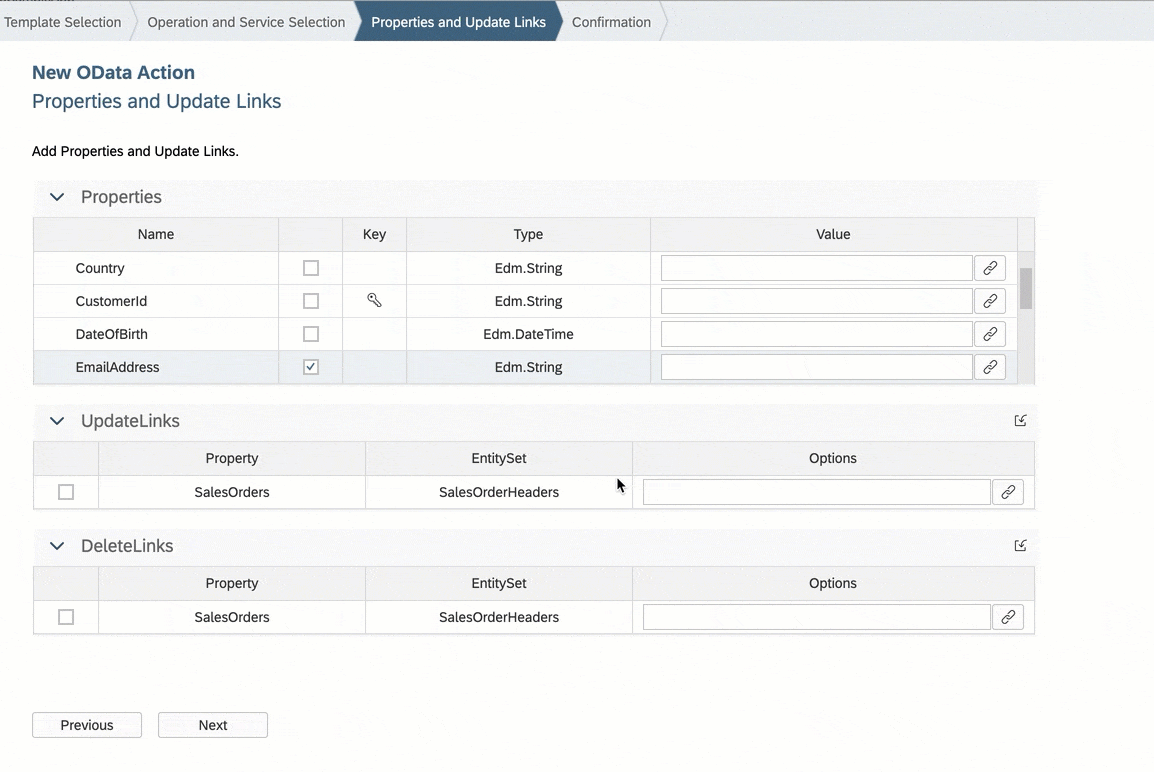 Template Selection
Operation and Service Selection
Properties and Update Links
Confirmation
New OData Action
Properties and Update Links
Add Properties and Update Links.
Properties
Name Key Type Value
Country Edm.String
CustomerId Edm.String
DateOfBirth Edm.DateTime
EmailAddress Edm.String
UpdateLinks
Property EntitySet Options
SalesOrders SalesOrderHeaders
DeleteLinks
Property EntitySet Options
SalesOrders SalesOrderHeaders
Previous Next